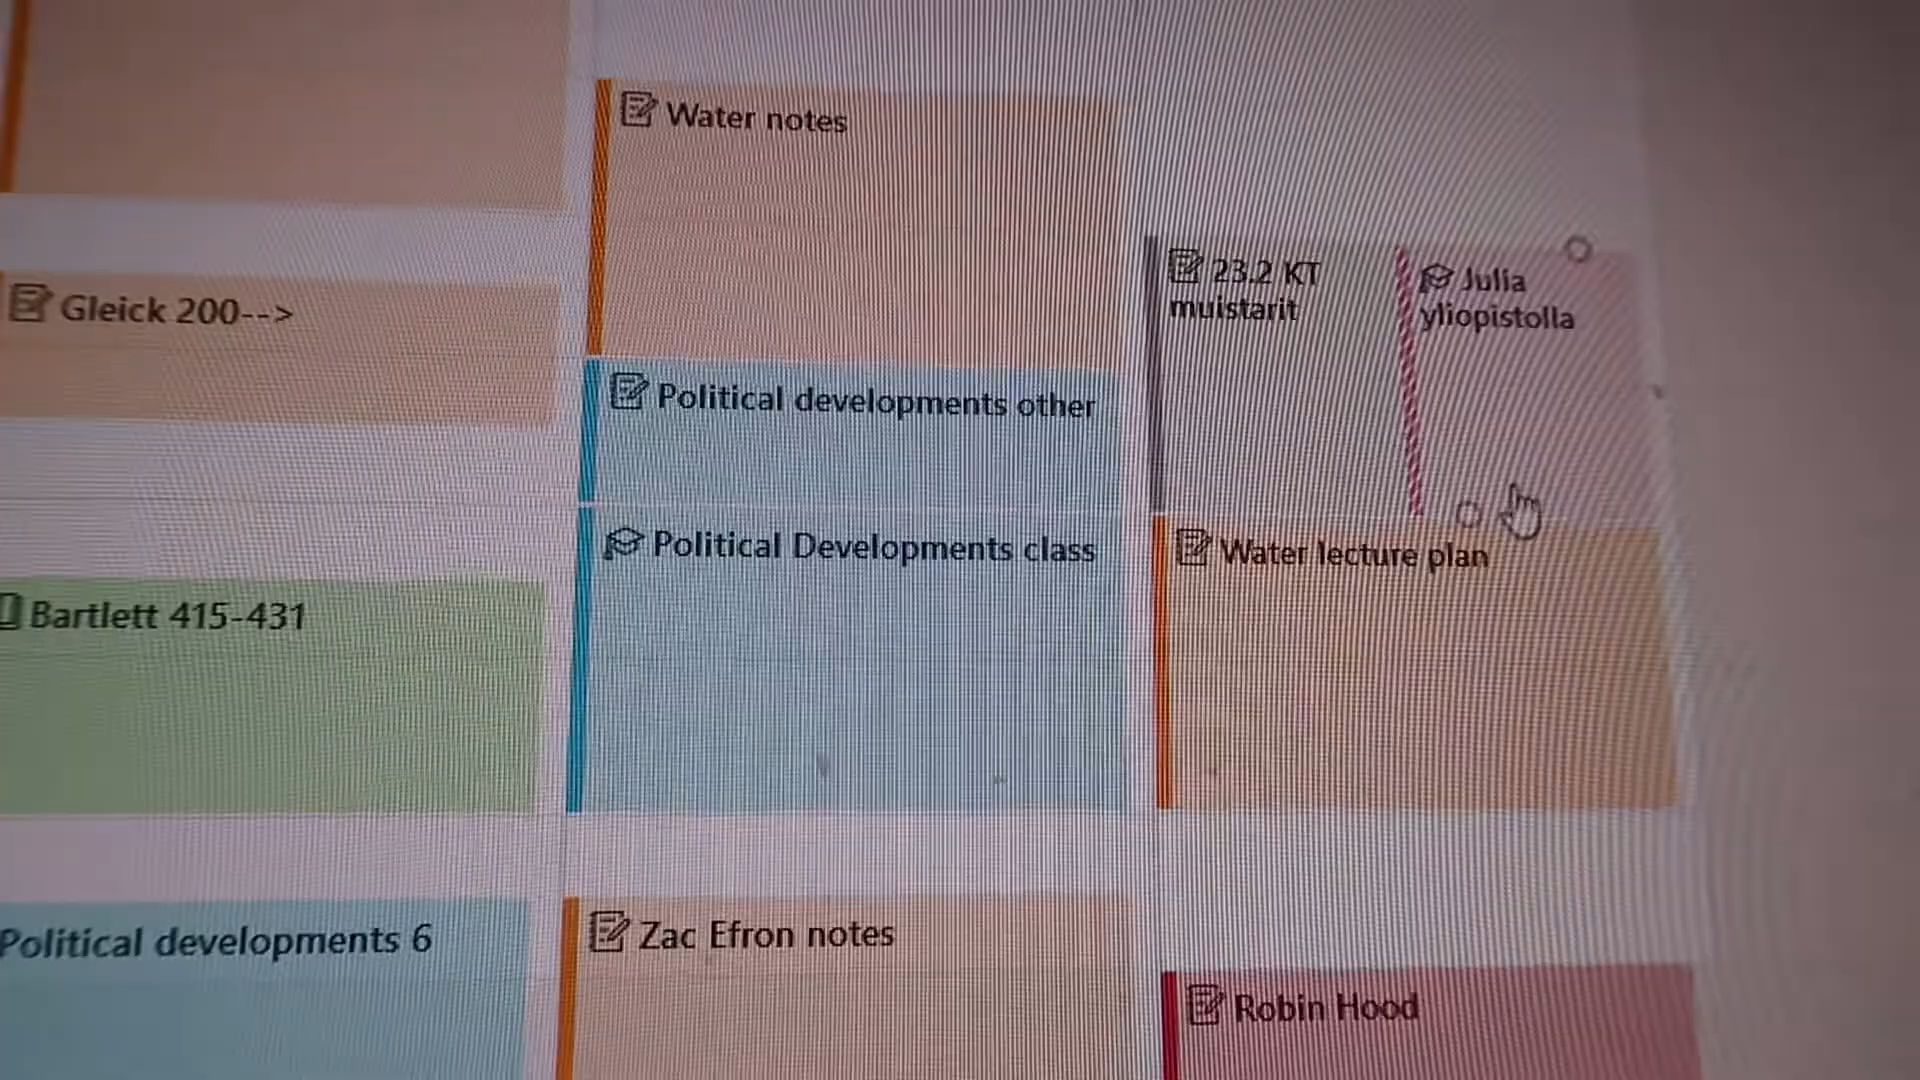 Gleick 200-->
Bartlett 415-431
Political developments 6
Water notes
Political developments other
Political Developments class
Zac Efron notes
23.2 KT
muistarit
Julia
yliopistolla
Water lecture plan
Robin Hood